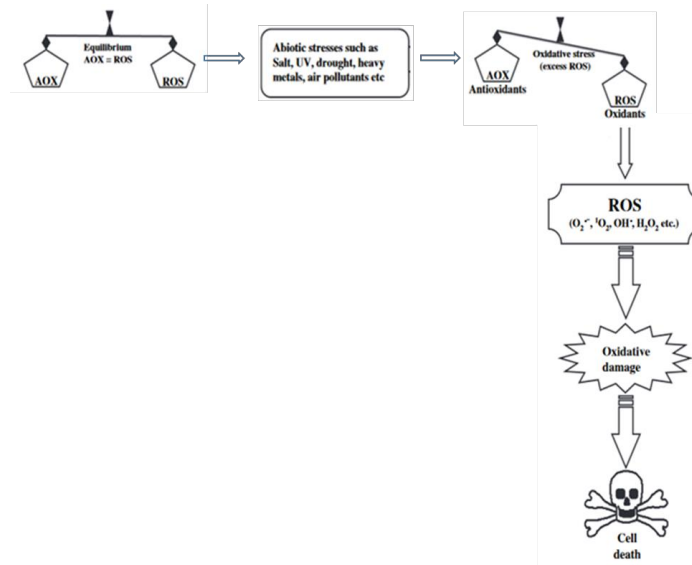 Equilibrium
AOX = ROS
AOX
ROS
Abiotic stresses such as
Salt, UV, drought, heavy
metals, air pollutants etc
Oxidative stress
(excess ROS)
AOX
Antioxidants
ROS
Oxidants
ROS
(O₂•⁻, ¹O₂, OH•, H₂O₂ etc.)
Oxidative
damage
Cell
death